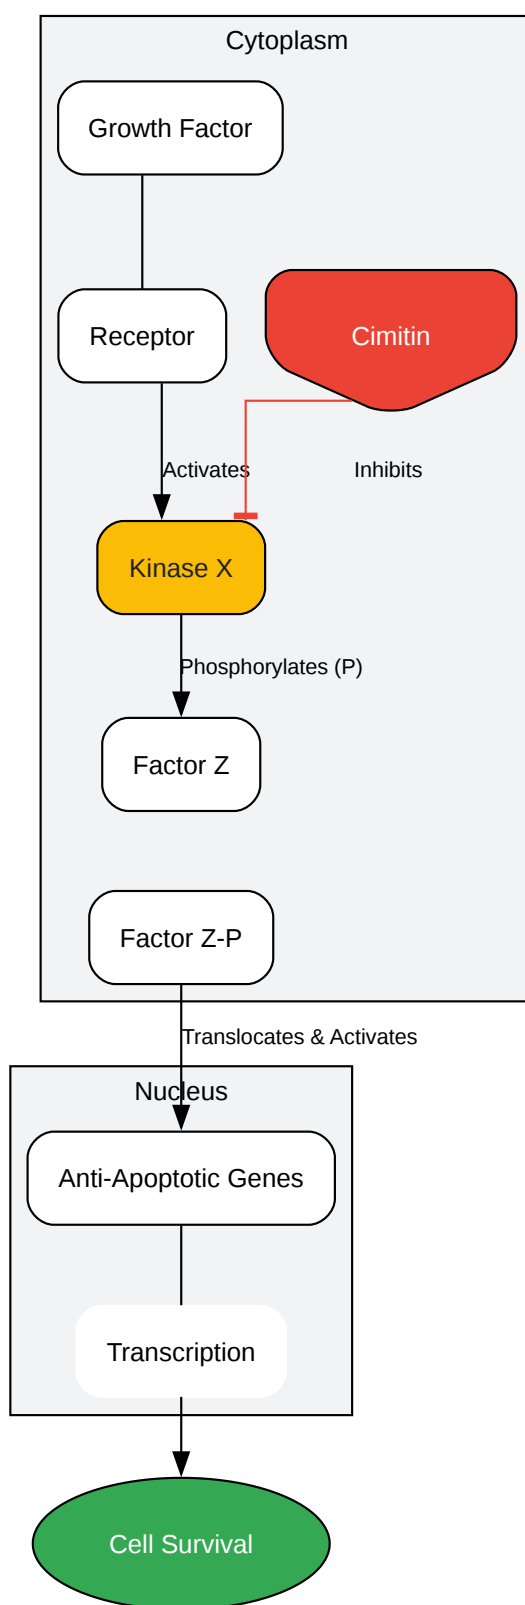 Cytoplasm
Growth Factor
Receptor
Cimitin
Activates
Inhibits
Kinase X
Phosphorylates (P)
Factor Z
Factor Z-P
Translocates & Activates
Nucleus
Anti-Apoptotic Genes
Transcription
Cell Survival